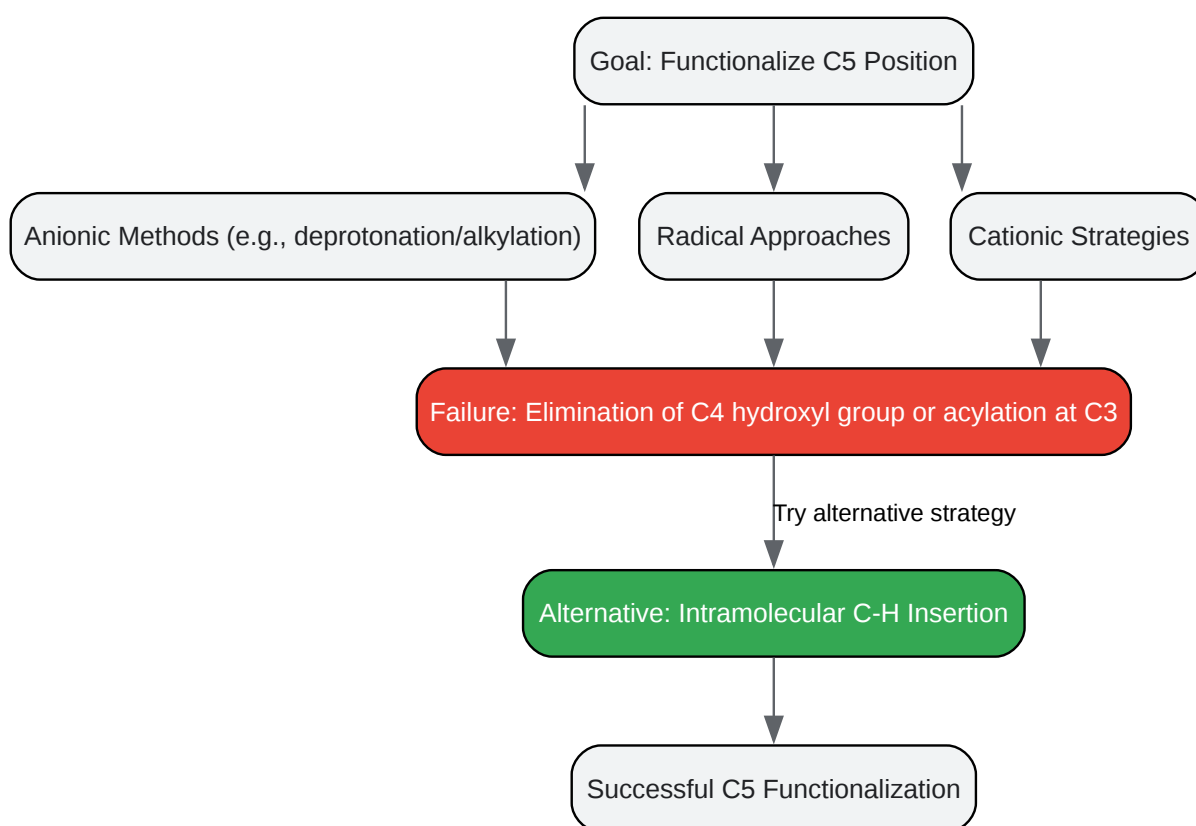 Goal: Functionalize C5 Position
Anionic Methods (e.g., deprotonation/alkylation)
Radical Approaches
Cationic Strategies
Failure: Elimination of C4 hydroxyl group or acylation at C3
Try alternative strategy
Alternative: Intramolecular C-H Insertion
Successful C5 Functionalization